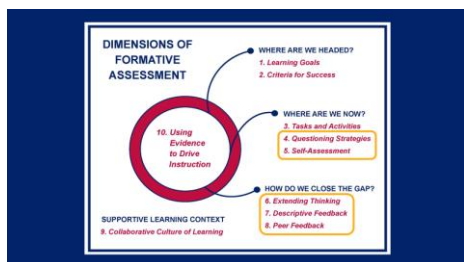 DIMENSIONS OF
FORMATIVE
ASSESSMENT
WHERE ARE WE HEADED?
1. Learning Goals
2. Criteria for Success
10. Using
Evidence
to Drive
Instruction
WHERE ARE WE NOW?
3. Tasks and Activities
4. Questioning Strategies
5. Self-Assessment
HOW DO WE CLOSE THE GAP?
6. Extending Thinking
7. Descriptive Feedback
8. Peer Feedback
SUPPORTIVE LEARNING CONTEXT
9. Collaborative Culture of Learning